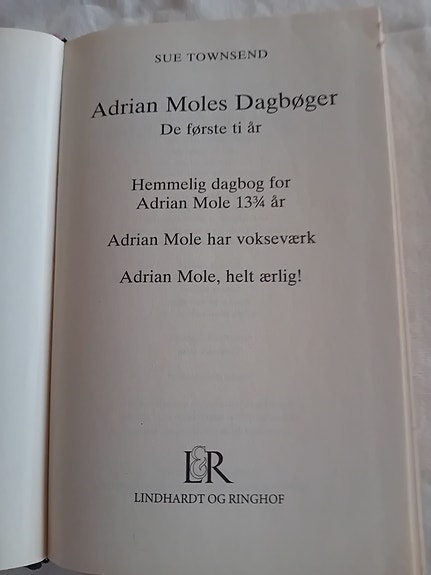 SUE TOWNSEND
Adrian Moles Dagbøger
De første ti år
Hemmelig dagbog for
Adrian Mole 13¾ år
Adrian Mole har vokseværk
Adrian Mole, helt ærlig!
L&R
LINDHARDT OG RINGHOF